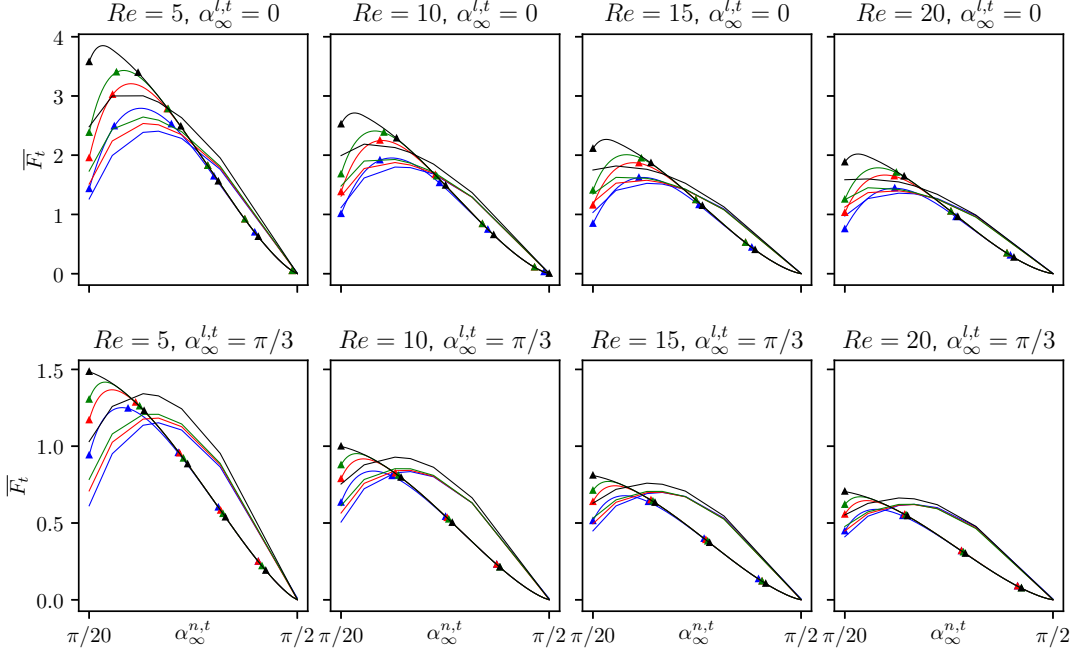 Re = 5, α∞^{l,t} = 0
Re = 10, α∞^{l,t} = 0
Re = 15, α∞^{l,t} = 0
Re = 20, α∞^{l,t} = 0
4
3
2
1
0
F̅_t
Re = 5, α∞^{l,t} = π/3
Re = 10, α∞^{l,t} = π/3
Re = 15, α∞^{l,t} = π/3
Re = 20, α∞^{l,t} = π/3
1.5
1.0
0.5
0.0
F̅_t
π/20 α∞^{n,t} π/2
π/20 α∞^{n,t} π/2
π/20 α∞^{n,t} π/2
π/20 α∞^{n,t} π/2